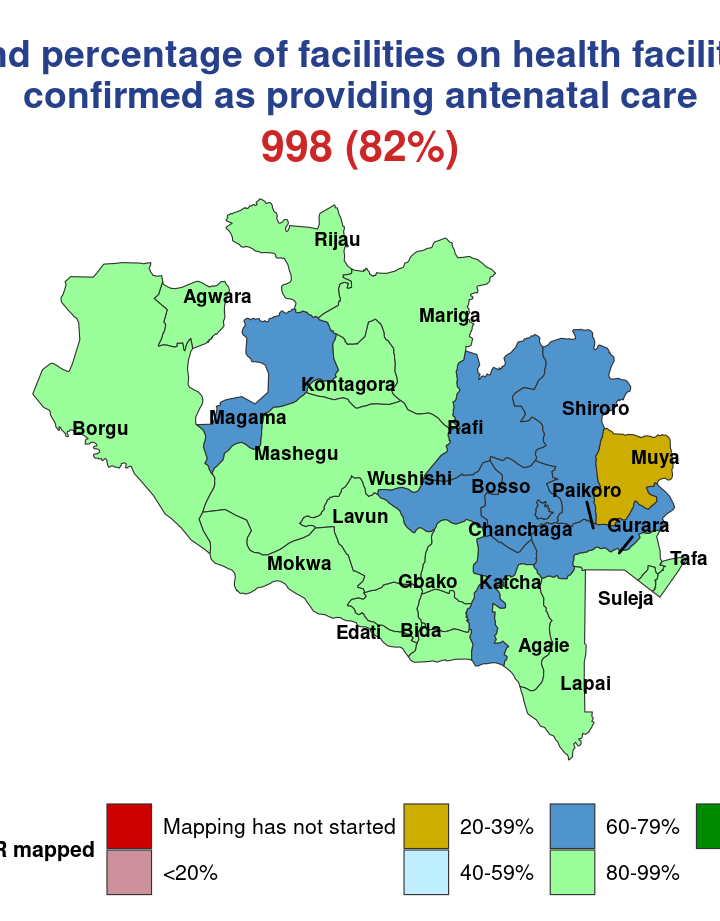 percentage of facilities on health
confirmed as providing antenatal care
998 (82%)
Rijau
Agwara
Mariga
Kontagora
Shiroro
Magama
Borgu
Rafi
Mashegu
Muya
Wushishi
Bosso
Paikoro
Lavun
Chanchaga
Gurara
Mokwa
Tafa
Gbako
Katcha
Suleja
Edati
Bida
Agaie
Lapai
Mapping has not started
20-39%
60-79%
mapped
<20%
40-59%
80-99%